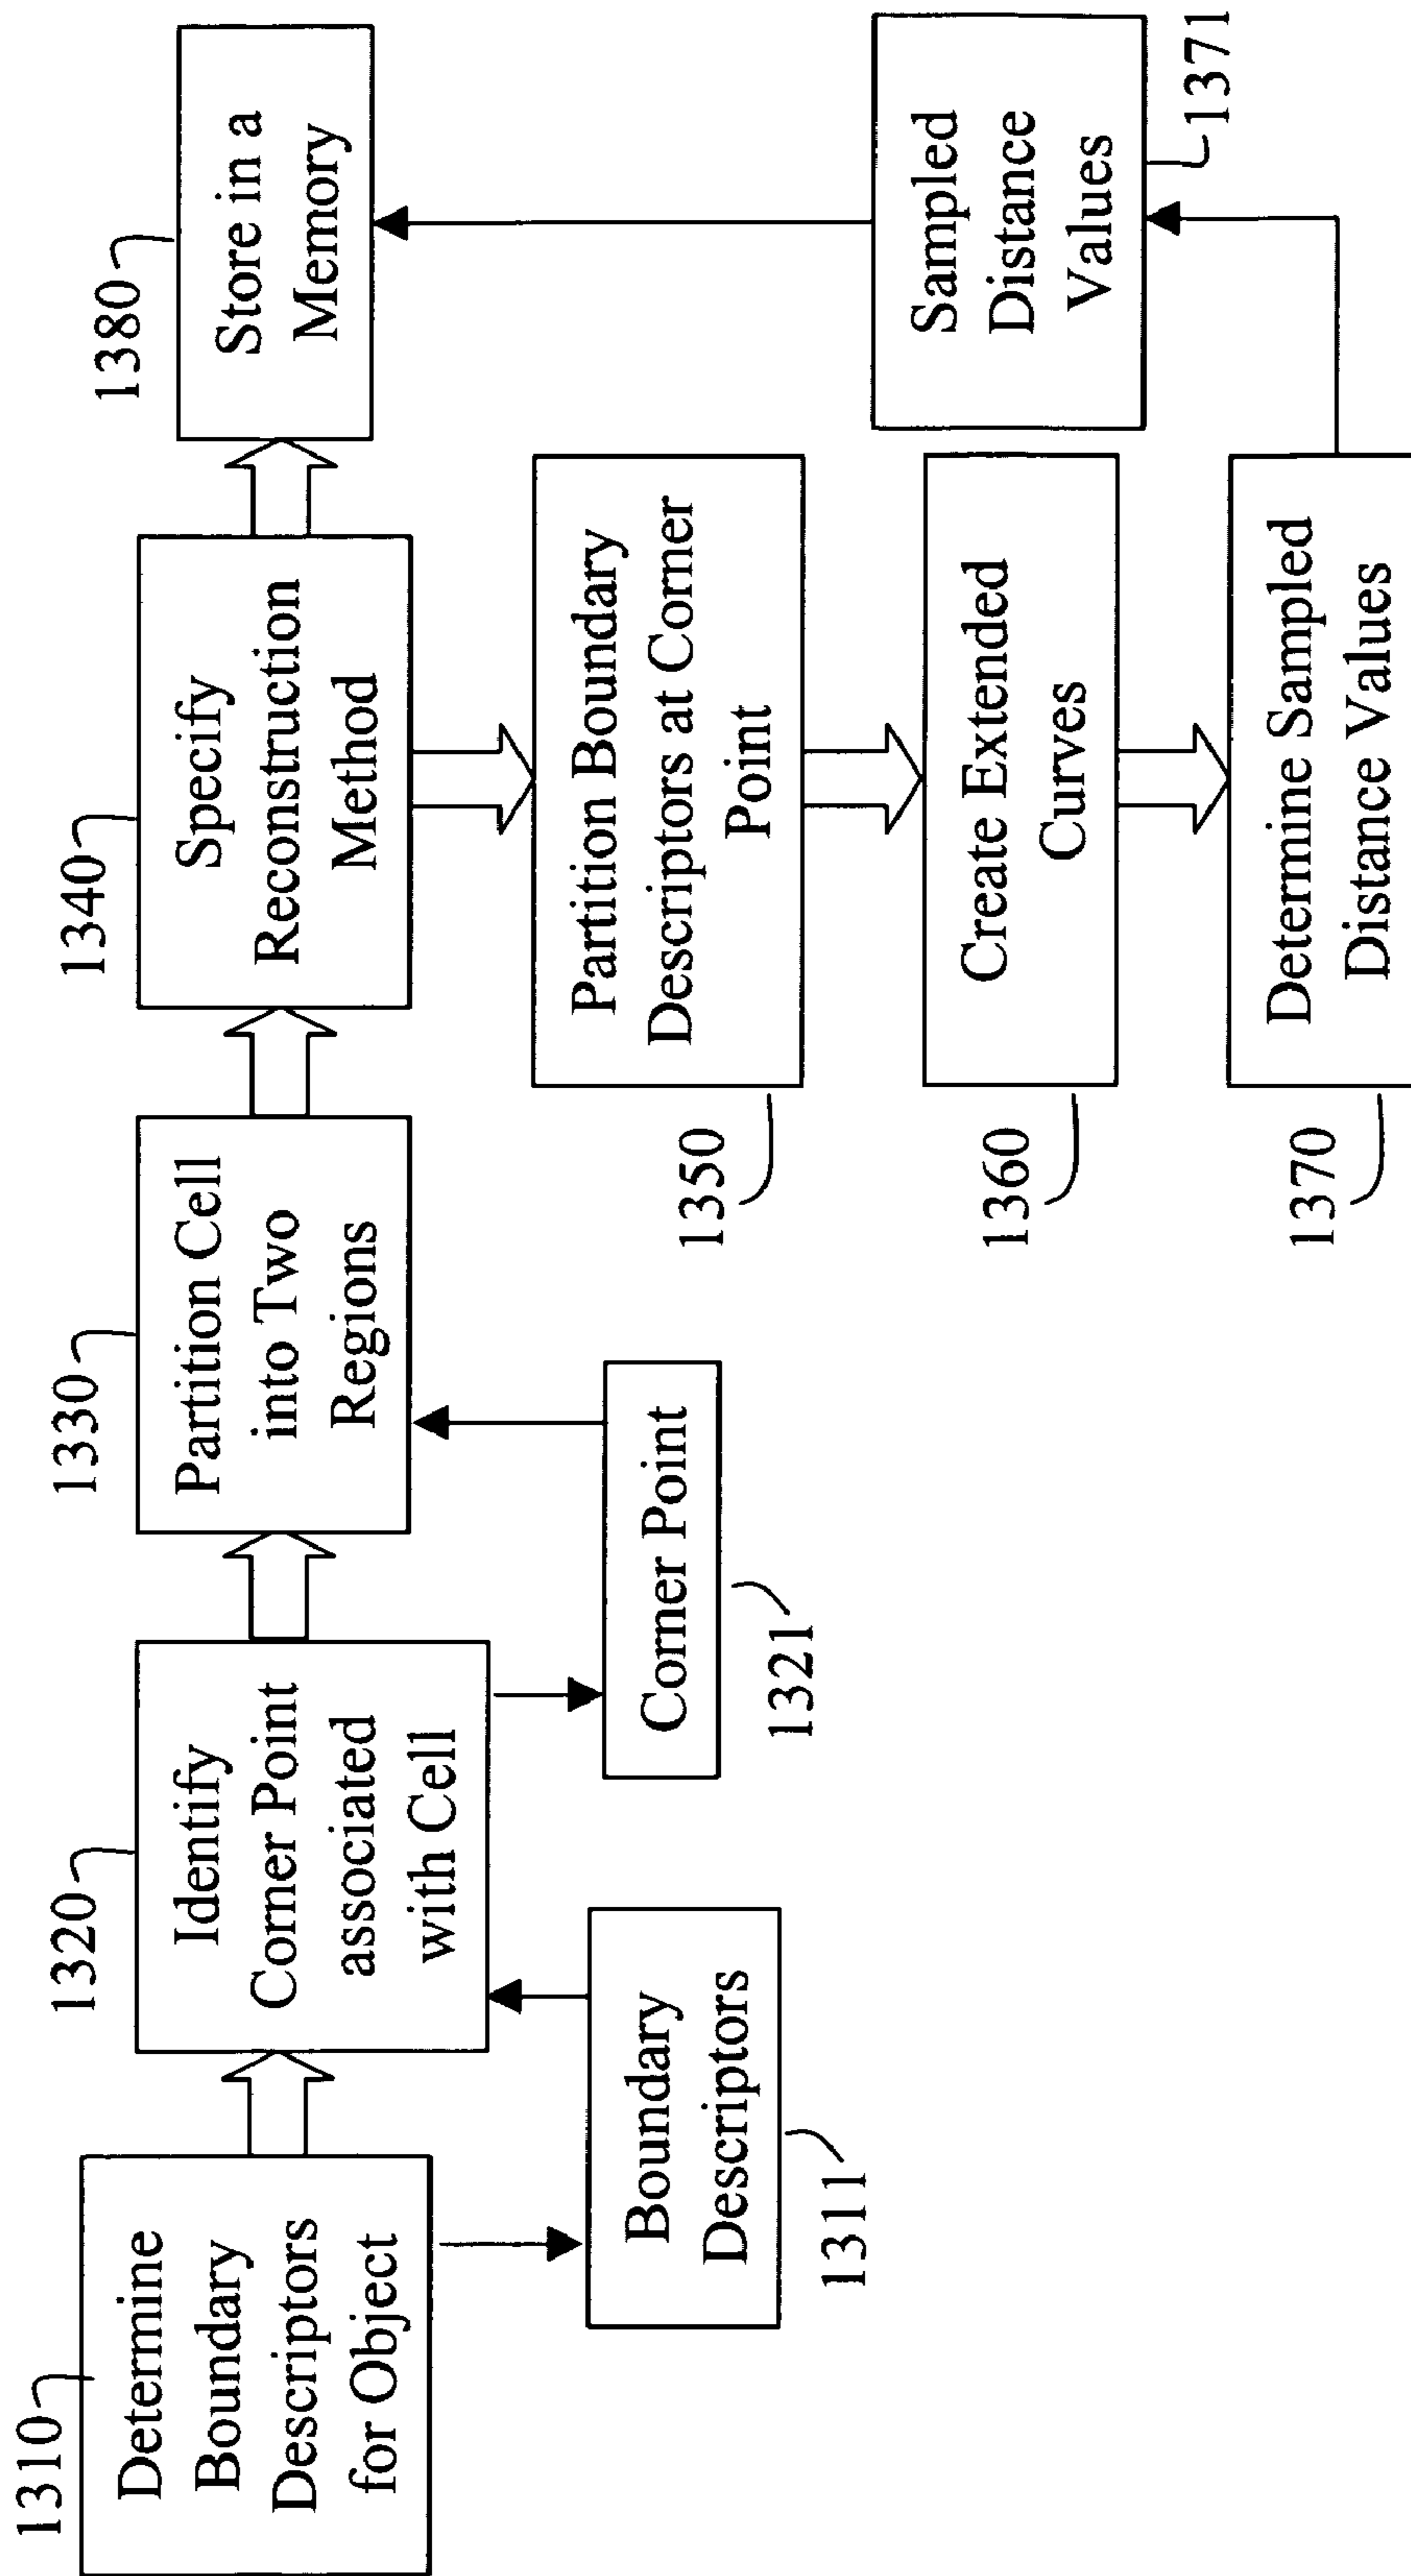 1310
Determine
Boundary
Descriptors
for Object
Boundary
Descriptors
1311
1320
Identify
Corner Point
associated
with Cell
Corner Point
1321
1330
Partition Cell
into Two
Regions
1340
Specify
Reconstruction
Method
1380
Store in a
Memory
1350
Partition Boundary
Descriptors at Corner
Point
1360
Create Extended
Curves
1370
Determine Sampled
Distance Values
Sampled
Distance
Values
1371